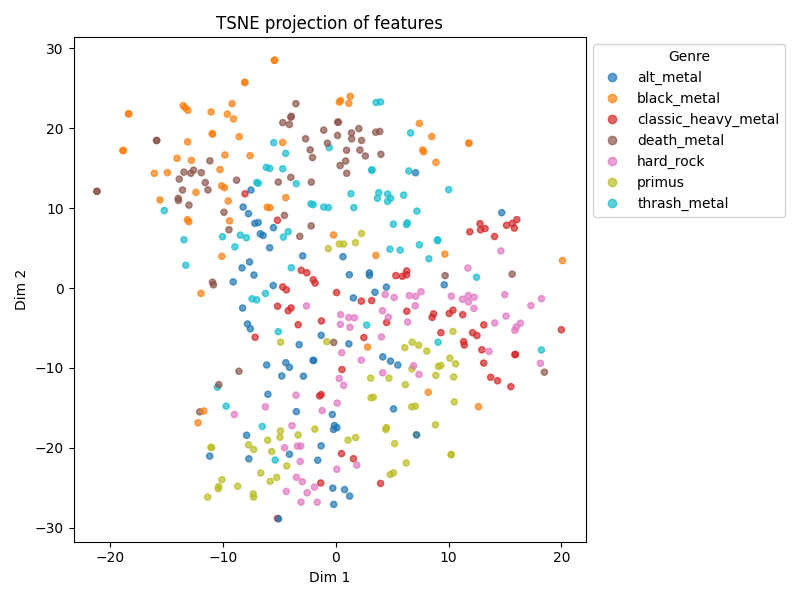 TSNE projection of features
Genre
alt_metal
black_metal
classic_heavy_metal
death_metal
hard_rock
primus
thrash_metal
30
20
10
0
−10
−20
−30
Dim 2
−20
−10
0
10
20
Dim 1